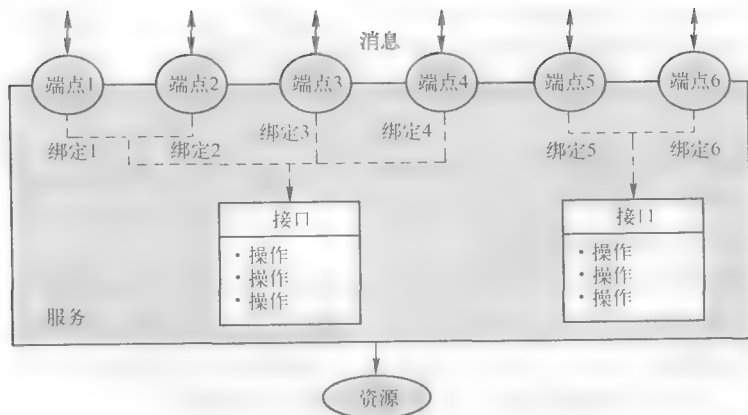 消息
端点1
端点2
端点3
端点4
端点5
端点6
绑定1
绑定2
绑定3
绑定4
绑定5
绑定6
接口
· 操作
· 操作
· 操作
接口
· 操作
· 操作
· 操作
服务
资源